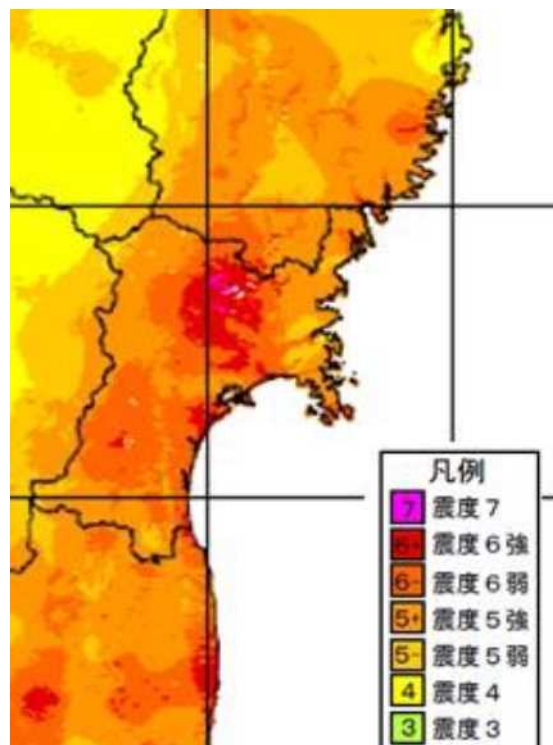 凡例
7 震度7
6+ 震度6強
6- 震度6弱
5+ 震度5強
5- 震度5弱
4 震度4
3 震度3